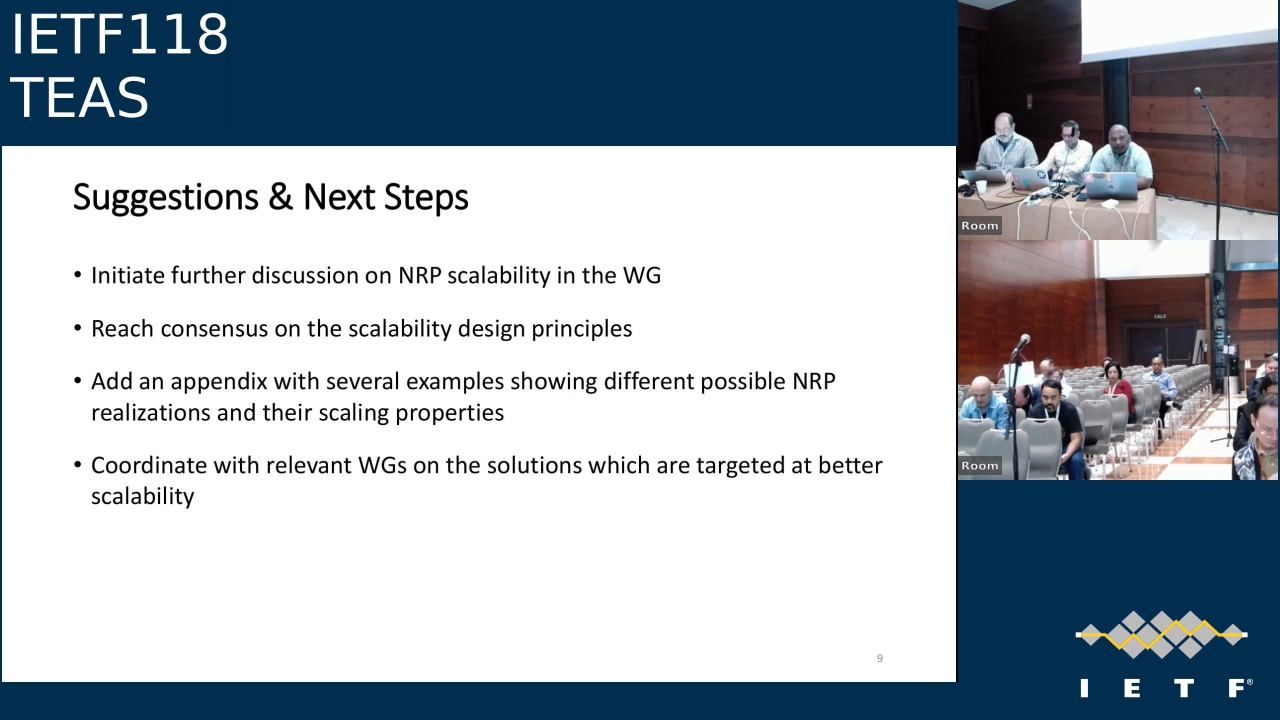 IETF118
TEAS
Suggestions & Next Steps
• Initiate further discussion on NRP scalability in the WG
• Reach consensus on the scalability design principles
• Add an appendix with several examples showing different possible NRP
realizations and their scaling properties
• Coordinate with relevant WGs on the solutions which are targeted at better
scalability
9
Room
Room
I E T F®